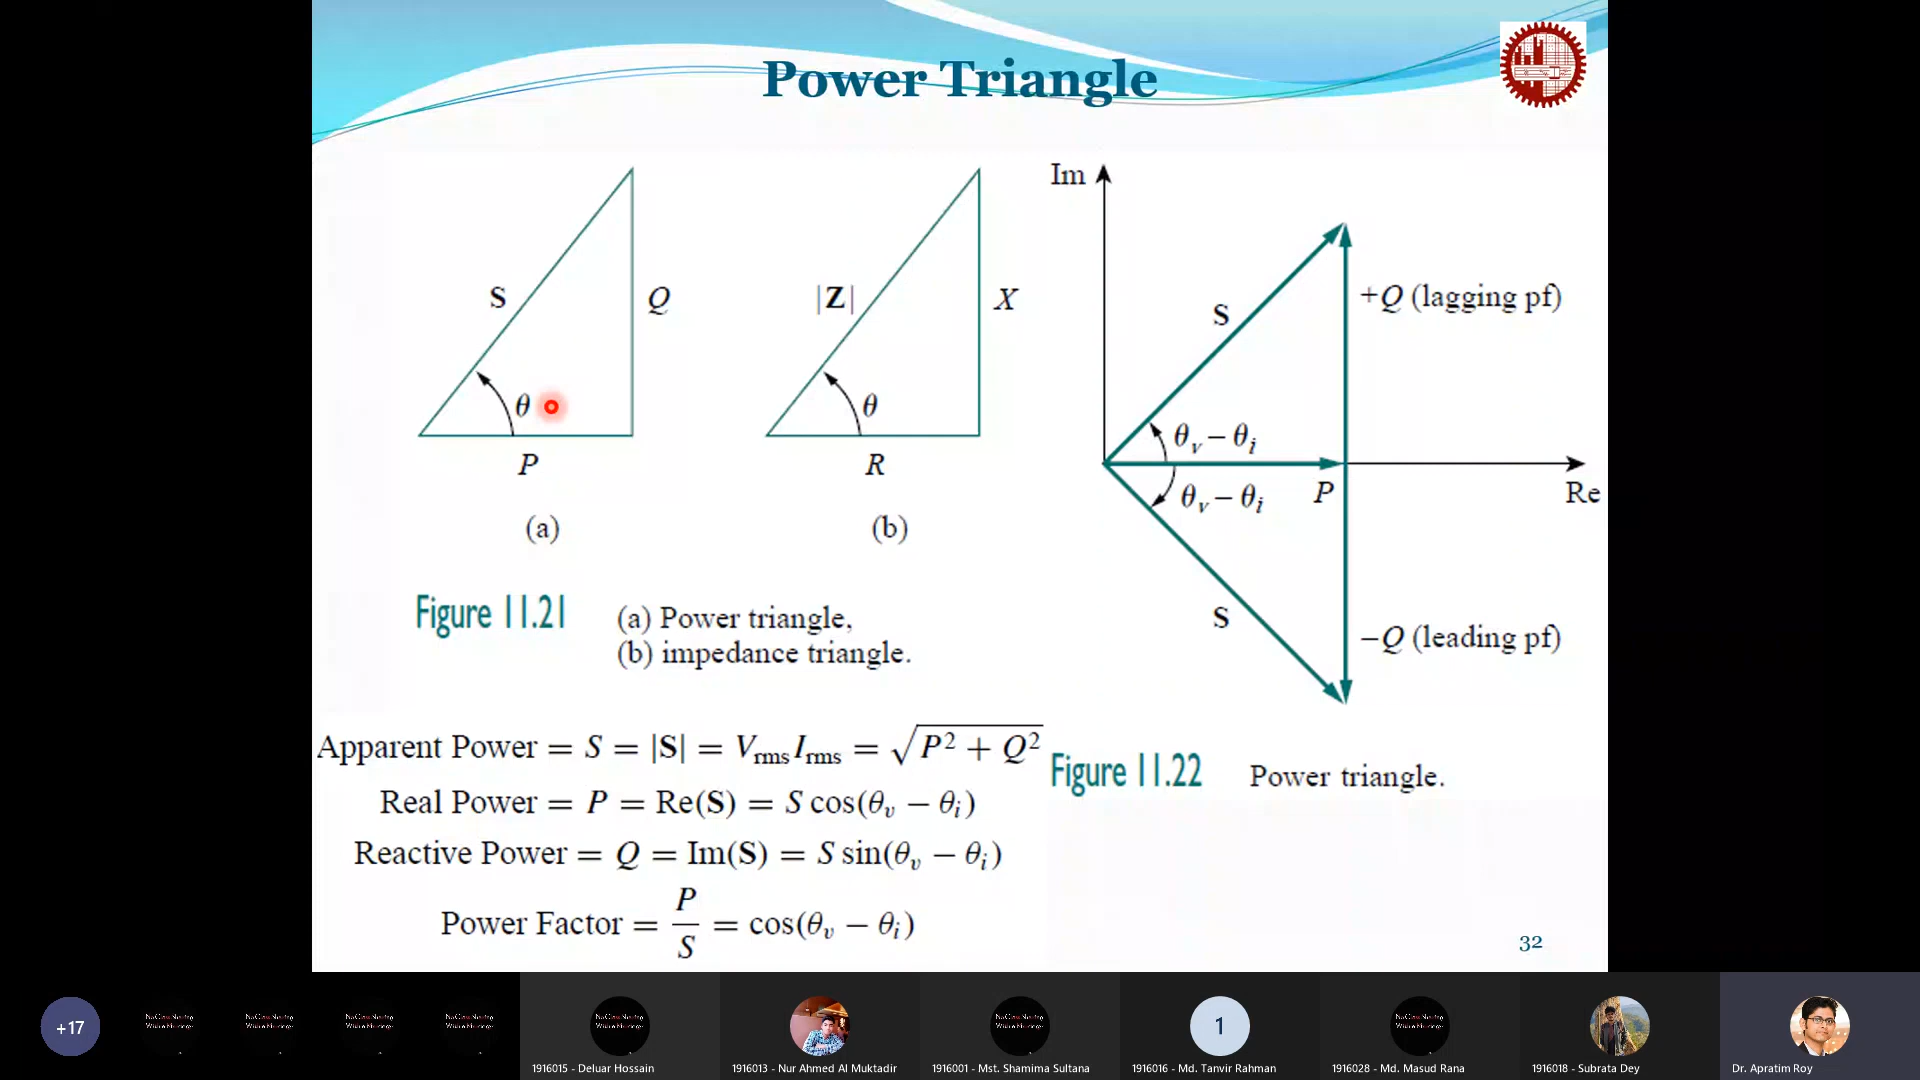 Power Triangle
S
Q
θ
P
(a)
|Z|
X
θ
R
(b)
Im
S
+Q (lagging pf)
θv − θi
θv − θi
P
Re
S
−Q (leading pf)
Figure 11.21
(a) Power triangle,
(b) impedance triangle.
Apparent Power = S = |S| = Vrms Irms = √(P² + Q²)
Real Power = P = Re(S) = S cos(θv − θi)
Reactive Power = Q = Im(S) = S sin(θv − θi)
Power Factor = P/S = cos(θv − θi)
Figure 11.22 Power triangle.
32
+17
1
1916015 - Deluar Hossain
1916013 - Nur Ahmed Al Muktadir
1916001 - Mst. Shamima Sultana
1916016 - Md. Tanvir Rahman
1916028 - Md. Masud Rana
1916018 - Subrata Dey
Dr. Apratim Roy